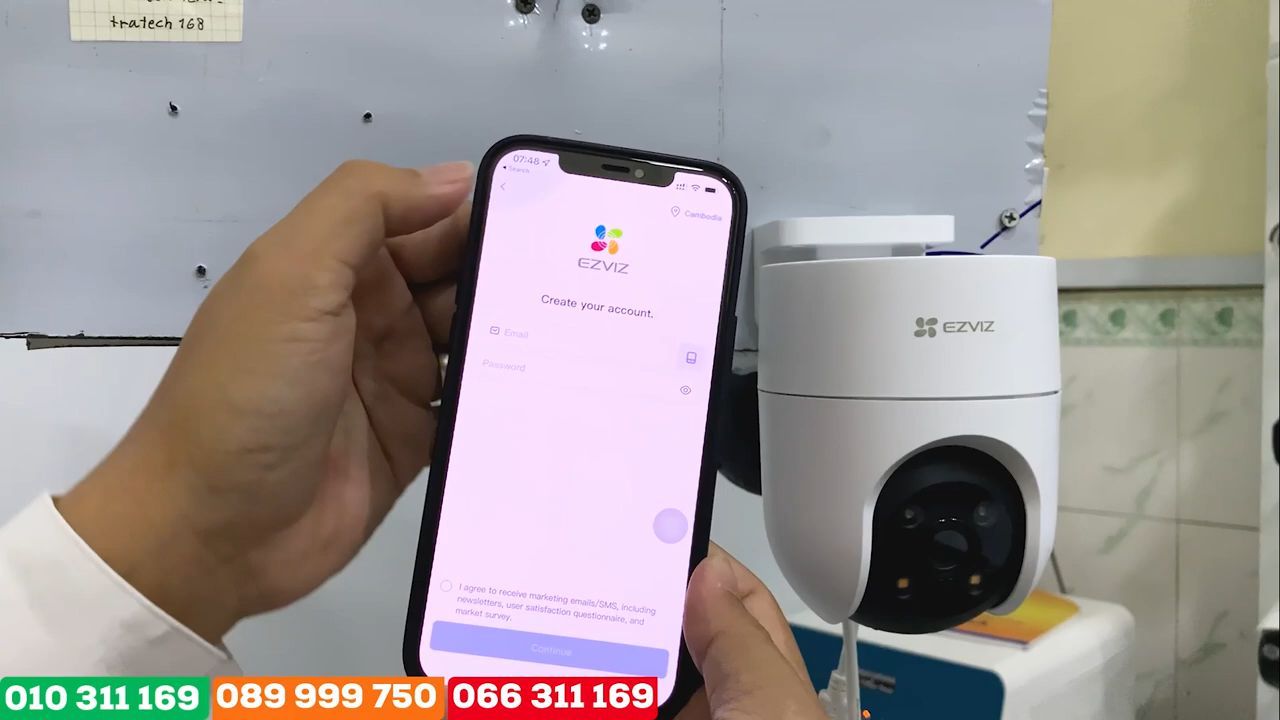 tratech 168
07:48
Search
Cambodia
EZVIZ
Create your account.
Email
Password
I agree to receive marketing emails/SMS, including
newsletters, user satisfaction questionnaire, and
market survey.
Continue
EZVIZ
010 311 169
089 999 750
066 311 169